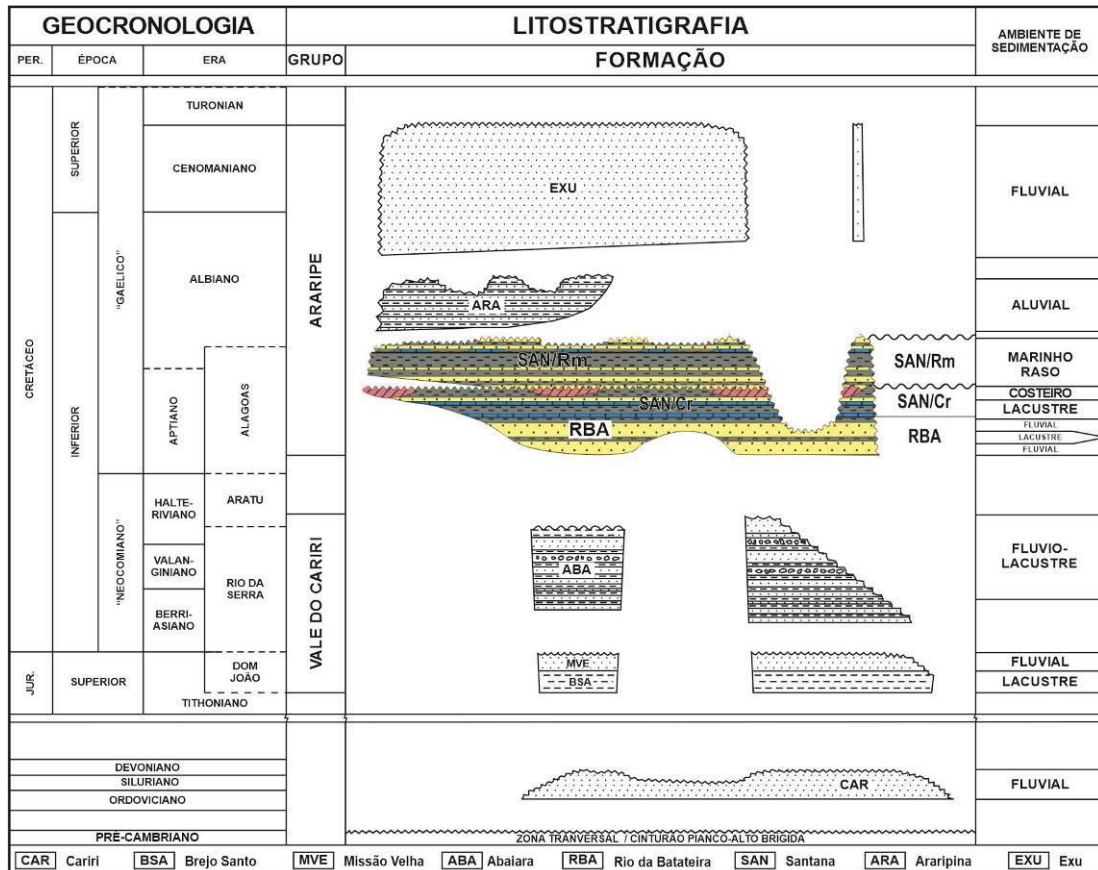 GEOCRONOLOGIA
LITOSTRATIGRAFIA
AMBIENTE DE
SEDIMENTAÇÃO
PER.
ÉPOCA
ERA
GRUPO
FORMAÇÃO
TURONIAN
SUPERIOR
CENOMANIANO
EXU
FLUVIAL
"GAELICO"
ALBIANO
ARARIPE
ARA
ALUVIAL
CRETÁCEO
SAN/Rm
SAN/Rm
MARINHO
RASO
INFERIOR
APTIANO
ALAGOAS
SAN/Cr
SAN/Cr
COSTEIRO
LACUSTRE
RBA
RBA
FLUVIAL
LACUSTRE
FLUVIAL
"NEOCOMIANO"
HALTE-
RIVIANO
ARATU
VALAN-
GINIANO
RIO DA
SERRA
BERRI-
ASIANO
VALE DO CARIRI
ABA
FLUVIO-
LACUSTRE
JUR.
SUPERIOR
DOM
JOÃO
TITHONIANO
MVE
BSA
FLUVIAL
LACUSTRE
DEVONIANO
SILURIANO
ORDOVICIANO
CAR
FLUVIAL
PRÉ-CAMBRIANO
ZONA TRANVERSAL / CINTURÃO PIANCO-ALTO BRIGIDA
CAR Cariri BSA Brejo Santo MVE Missão Velha ABA Abaiara RBA Rio da Batateira SAN Santana ARA Araripina EXU Exu